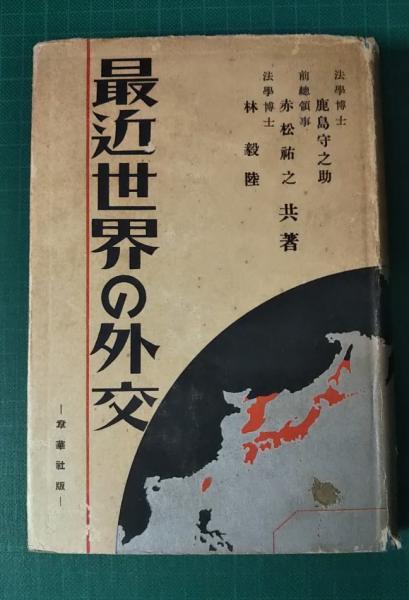 法學博士 鹿島守之助
前總領事 赤松祐之 共著
法學博士 林毅陸
最近世界の外交
─章華社版─